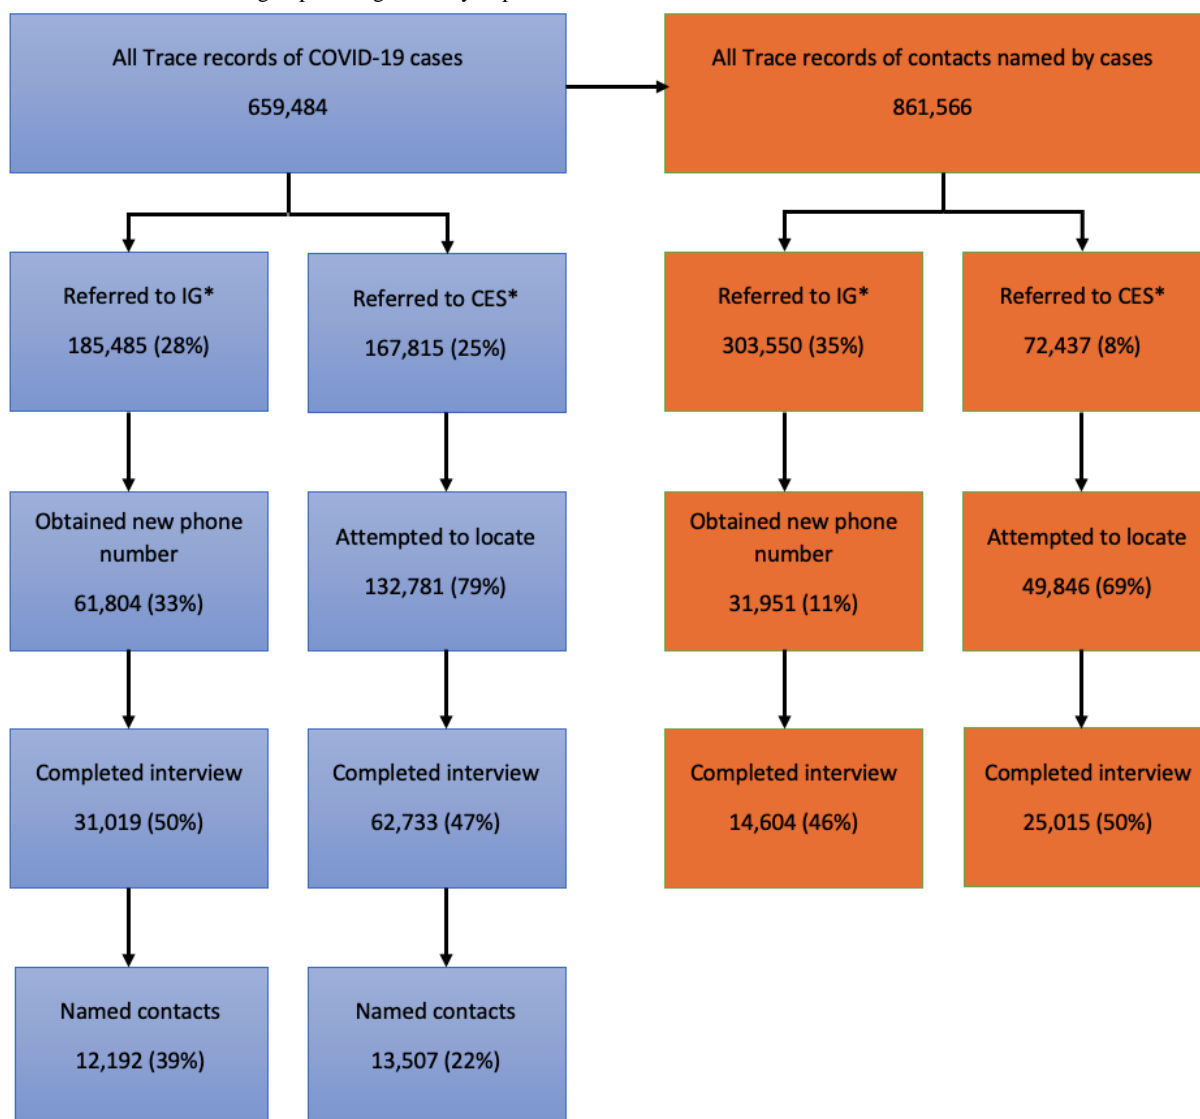 All Trace records of COVID-19 cases
659,484
All Trace records of contacts named by cases
861,566
Referred to IG*
185,485 (28%)
Referred to CES*
167,815 (25%)
Referred to IG*
303,550 (35%)
Referred to CES*
72,437 (8%)
Obtained new phone
number
61,804 (33%)
Attempted to locate
132,781 (79%)
Obtained new phone
number
31,951 (11%)
Attempted to locate
49,846 (69%)
Completed interview
31,019 (50%)
Completed interview
62,733 (47%)
Completed interview
14,604 (46%)
Completed interview
25,015 (50%)
Named contacts
12,192 (39%)
Named contacts
13,507 (22%)